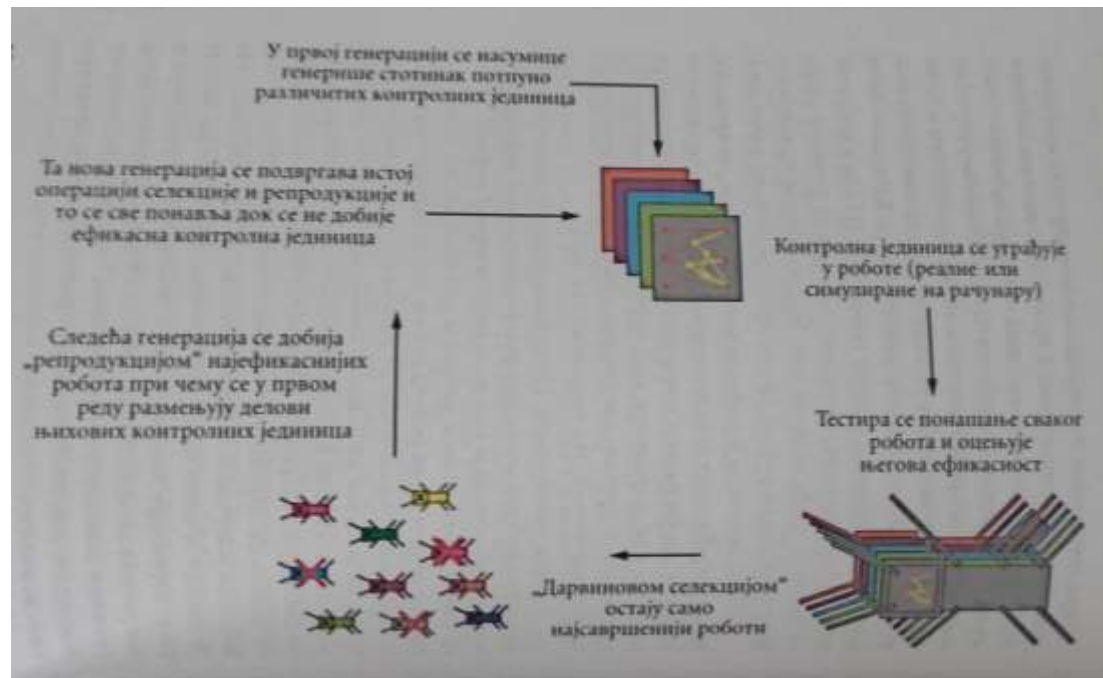 У првој генерацији се насумице
генерише стотинак потпуно
различитих контролних јединица
Та нова генерација се подвргава истој
операцији селекције и репродукције и
то се све понавља док се не добије
ефикасна контролна јединица
Контролна јединица се уграђује
у роботе (реалне или
симулиране на рачунару)
Следећа генерација се добија
„репродукцијом“ најефикаснијих
робота при чему се у првом
реду размењују делови
њихових контролних јединица
Тестира се понашање сваког
робота и оцењује
његова ефикасност
„Дарвиновом селекцијом“
остају само
најсавршенији роботи